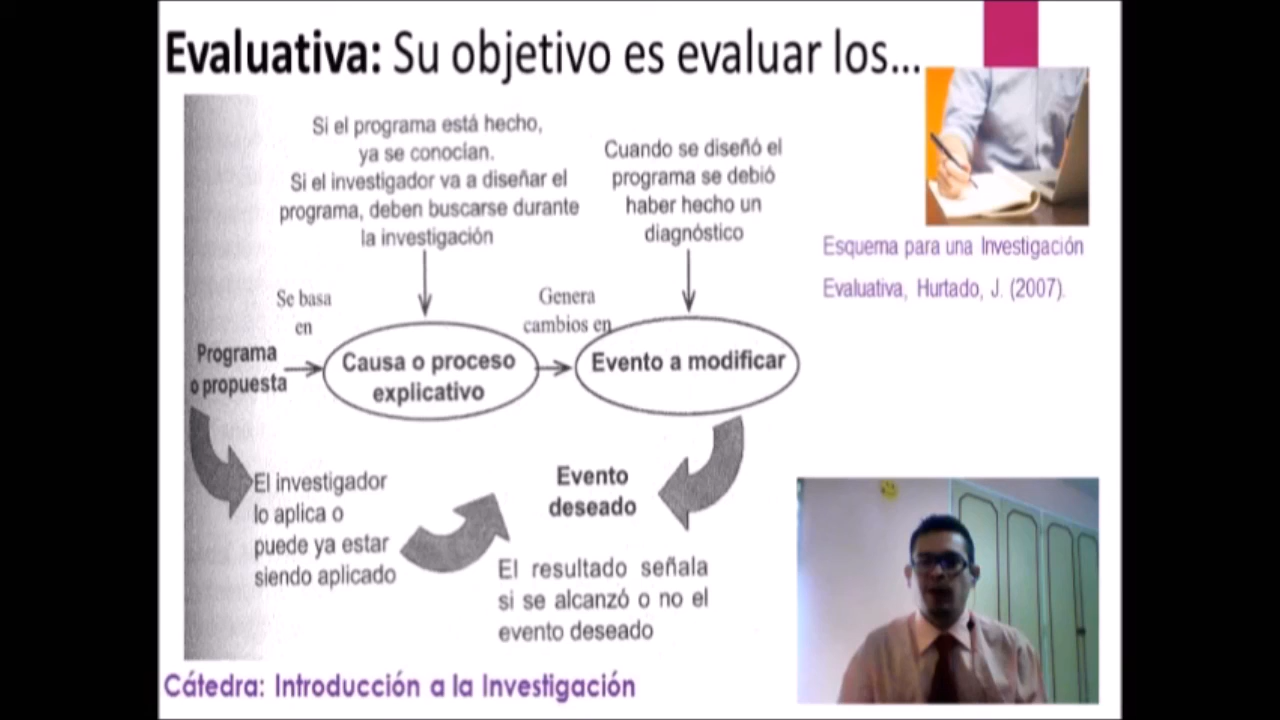 Evaluativa: Su objetivo es evaluar los...
Si el programa está hecho,
ya se conocían.
Si el investigador va a diseñar el
programa, deben buscarse durante
la investigación
Cuando se diseñó el
programa se debió
haber hecho un
diagnóstico
Esquema para una Investigación
Evaluativa, Hurtado, J. (2007).
Se basa
en
Genera
cambios en
Programa
o propuesta
Causa o proceso
explicativo
Evento a modificar
El investigador
lo aplica o
puede ya estar
siendo aplicado
Evento
deseado
El resultado señala
si se alcanzó o no el
evento deseado
Cátedra: Introducción a la Investigación